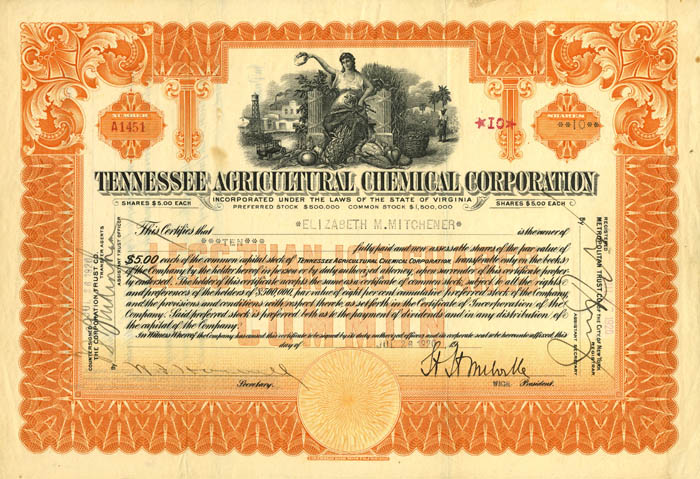 NUMBER
A1451
SHARES
**10**
*10*
TENNESSEE AGRICULTURAL CHEMICAL CORPORATION
INCORPORATED UNDER THE LAWS OF THE STATE OF VIRGINIA
SHARES $5.00 EACH
PREFERRED STOCK $500,000 COMMON STOCK $1,500,000
SHARES $5.00 EACH
This Certifies that *ELIZABETH M. MITCHENER* is the owner of
***TEN*** fully paid and non assessable shares of the par value of
$5.00 each of the common capital stock of TENNESSEE AGRICULTURAL CHEMICAL CORPORATION transferable only on the books
of the Company by the holder hereof in person or by duly authorized attorney, upon surrender of this certificate properly
endorsed. The holder of this certificate accepts the same as a certificate of common stock, subject to all the rights
and preferences of the holders of $500,000, par value of eight per cent cumulative preferred stock of the Company,
and the provisions and conditions with respect thereto, as set forth in the Certificate of Incorporation of the
Company. Said preferred stock is preferred both as to the payment of dividends and in any distribution of
the capital of the Company.
In Witness Whereof, the Company has caused this certificate to be signed by its duly authorized officers and its corporate seal to be hereunto affixed, this
day of JUL 28 1920
Secretary.
VICE President.
COUNTERSIGNED
THE CORPORATION TRUST CO.
TRANSFER AGENTS
By
ASSISTANT TRUST OFFICER
REGISTERED
METROPOLITAN TRUST CO. OF THE CITY OF NEW YORK
REGISTRAR
By
ASSISTANT SECRETARY